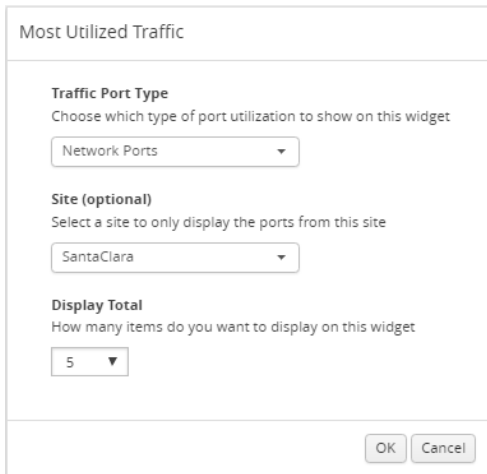 Most Utilized Traffic
Traffic Port Type
Choose which type of port utilization to show on this widget
Network Ports
Site (optional)
Select a site to only display the ports from this site
SantaClara
Display Total
How many items do you want to display on this widget
5
OK Cancel